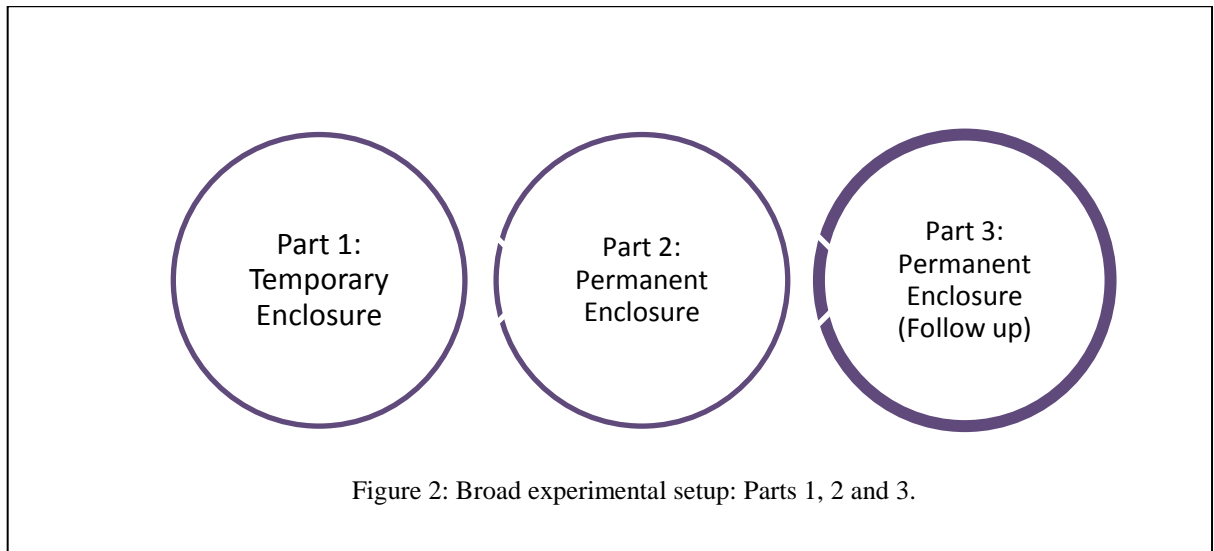 Part 1:
Temporary
Enclosure
Part 2:
Permanent
Enclosure
Part 3:
Permanent
Enclosure
(Follow up)
Figure 2: Broad experimental setup: Parts 1, 2 and 3.